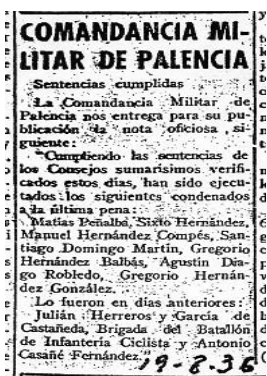 COMANDANCIA MI-
LITAR DE PALENCIA
Sentencias cumplidas
La Comandancia Militar de
Palencia nos entrega para su pu-
blicación la nota oficiosa, si-
guiente:
"Cumpliendo las sentencias de
los Consejos sumarísimos verifi-
cados estos días, han sido ejecu-
tados los siguientes condenados
a la última pena:
Matías Peñalba, Sixto Hernández,
Manuel Hernández Compés, San-
tiago Domingo Martín, Gregorio
Hernández Balbás, Agustín Dia-
go Robledo, Gregorio Hernán-
dez González.
Lo fueron en días anteriores:
Julián Herreros y García de
Castañeda, Brigada del Batallón
de Infantería Ciclista y Antonio
Casañé Fernández."
19-8-36